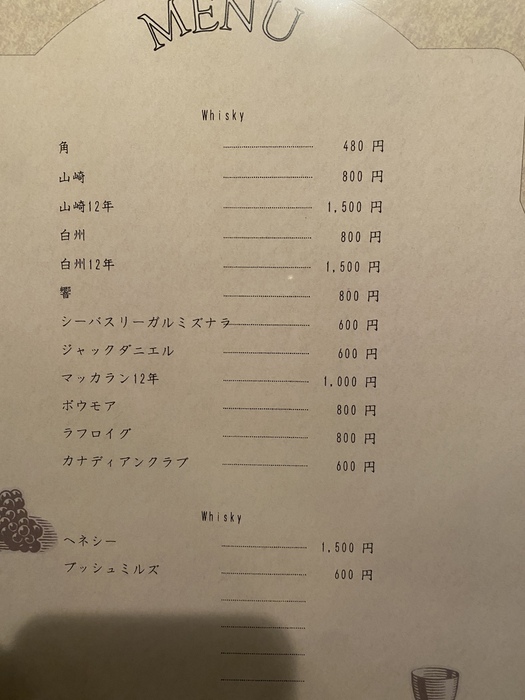 MENU
Whisky
角 480 円
山崎 800 円
山崎12年 1,500 円
白州 800 円
白州12年 1,500 円
響 800 円
シーバスリーガルミズナラ 600 円
ジャックダニエル 600 円
マッカラン12年 1,000 円
ボウモア 800 円
ラフロイグ 800 円
カナディアンクラブ 600 円
Whisky
ヘネシー 1,500 円
ブッシュミルズ 600 円